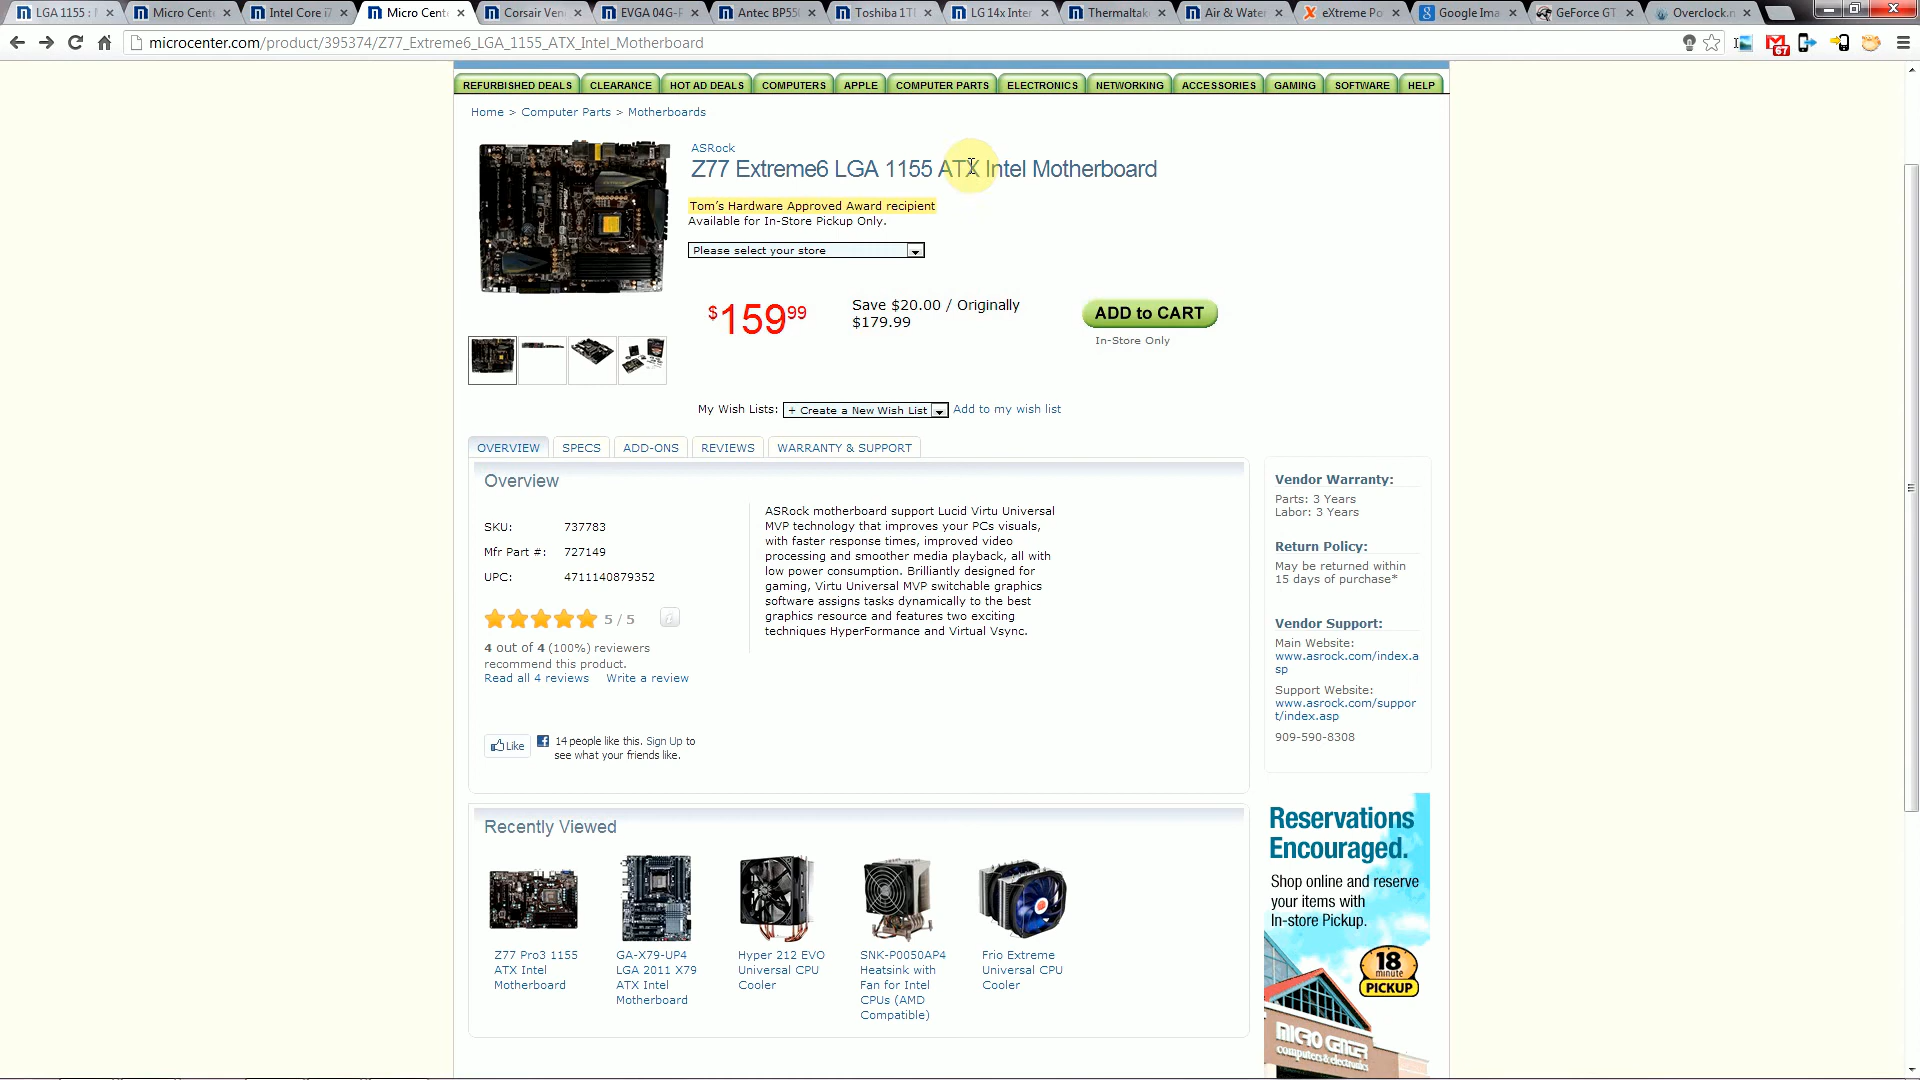 LGA 1155 :
Micro Cent
Intel Core i7
Micro Cent
Corsair Ven
EVGA 04G-
Antec BP55
Toshiba 1T
LG 14x Inter
Thermaltak
Air & Water
eXtreme Po
Google Ima
GeForce GT
Overclock.n
microcenter.com/product/395374/Z77_Extreme6_LGA_1155_ATX_Intel_Motherboard
67
REFURBISHED DEALS CLEARANCE HOT AD DEALS COMPUTERS APPLE COMPUTER PARTS ELECTRONICS NETWORKING ACCESSORIES GAMING SOFTWARE HELP
Home > Computer Parts > Motherboards
ASRock
Z77 Extreme6 LGA 1155 ATX Intel Motherboard
Tom's Hardware Approved Award recipient
Available for In-Store Pickup Only.
Please select your store
$159.99
Save $20.00 / Originally
$179.99
ADD to CART
In-Store Only
My Wish Lists: + Create a New Wish List Add to my wish list
OVERVIEW SPECS ADD-ONS REVIEWS WARRANTY & SUPPORT
Overview
SKU: 737783
Mfr Part #: 727149
UPC: 4711140879352
5 / 5
4 out of 4 (100%) reviewers
recommend this product.
Read all 4 reviews Write a review
Like
14 people like this. Sign Up to
see what your friends like.
ASRock motherboard support Lucid Virtu Universal
MVP technology that improves your PCs visuals,
with faster response times, improved video
processing and smoother media playback, all with
low power consumption. Brilliantly designed for
gaming, Virtu Universal MVP switchable graphics
software assigns tasks dynamically to the best
graphics resource and features two exciting
techniques HyperFormance and Virtual Vsync.
Vendor Warranty:
Parts: 3 Years
Labor: 3 Years
Return Policy:
May be returned within
15 days of purchase*
Vendor Support:
Main Website:
www.asrock.com/index.a
sp
Support Website:
www.asrock.com/suppor
t/index.asp
909-590-8308
Recently Viewed
Z77 Pro3 1155
ATX Intel
Motherboard
GA-X79-UP4
LGA 2011 X79
ATX Intel
Motherboard
Hyper 212 EVO
Universal CPU
Cooler
SNK-P0050AP4
Heatsink with
Fan for Intel
CPUs (AMD
Compatible)
Frio Extreme
Universal CPU
Cooler
Reservations
Encouraged.
Shop online and reserve
your items with
In-store Pickup.
18
minute
PICKUP
MICRO CENTER
computers & electronics